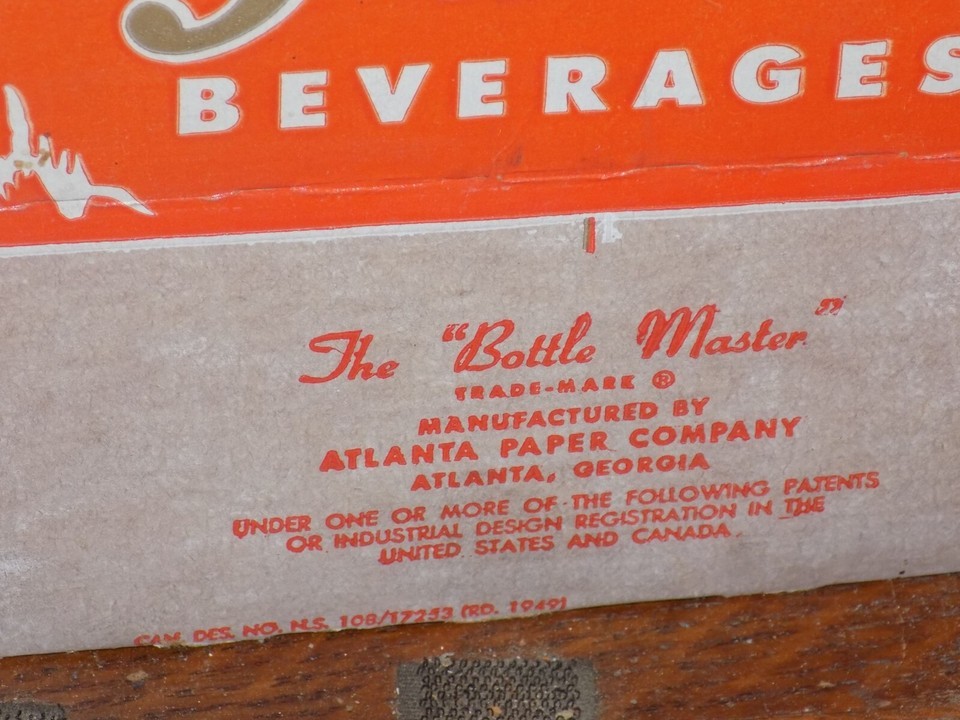 BEVERAGES
The "Bottle Master"
TRADE-MARK ®
MANUFACTURED BY
ATLANTA PAPER COMPANY
ATLANTA, GEORGIA
UNDER ONE OR MORE OF THE FOLLOWING PATENTS
OR INDUSTRIAL DESIGN REGISTRATION IN THE
UNITED STATES AND CANADA.
CAN. DES. NO. N.S. 108/17253 (RD. 1949)